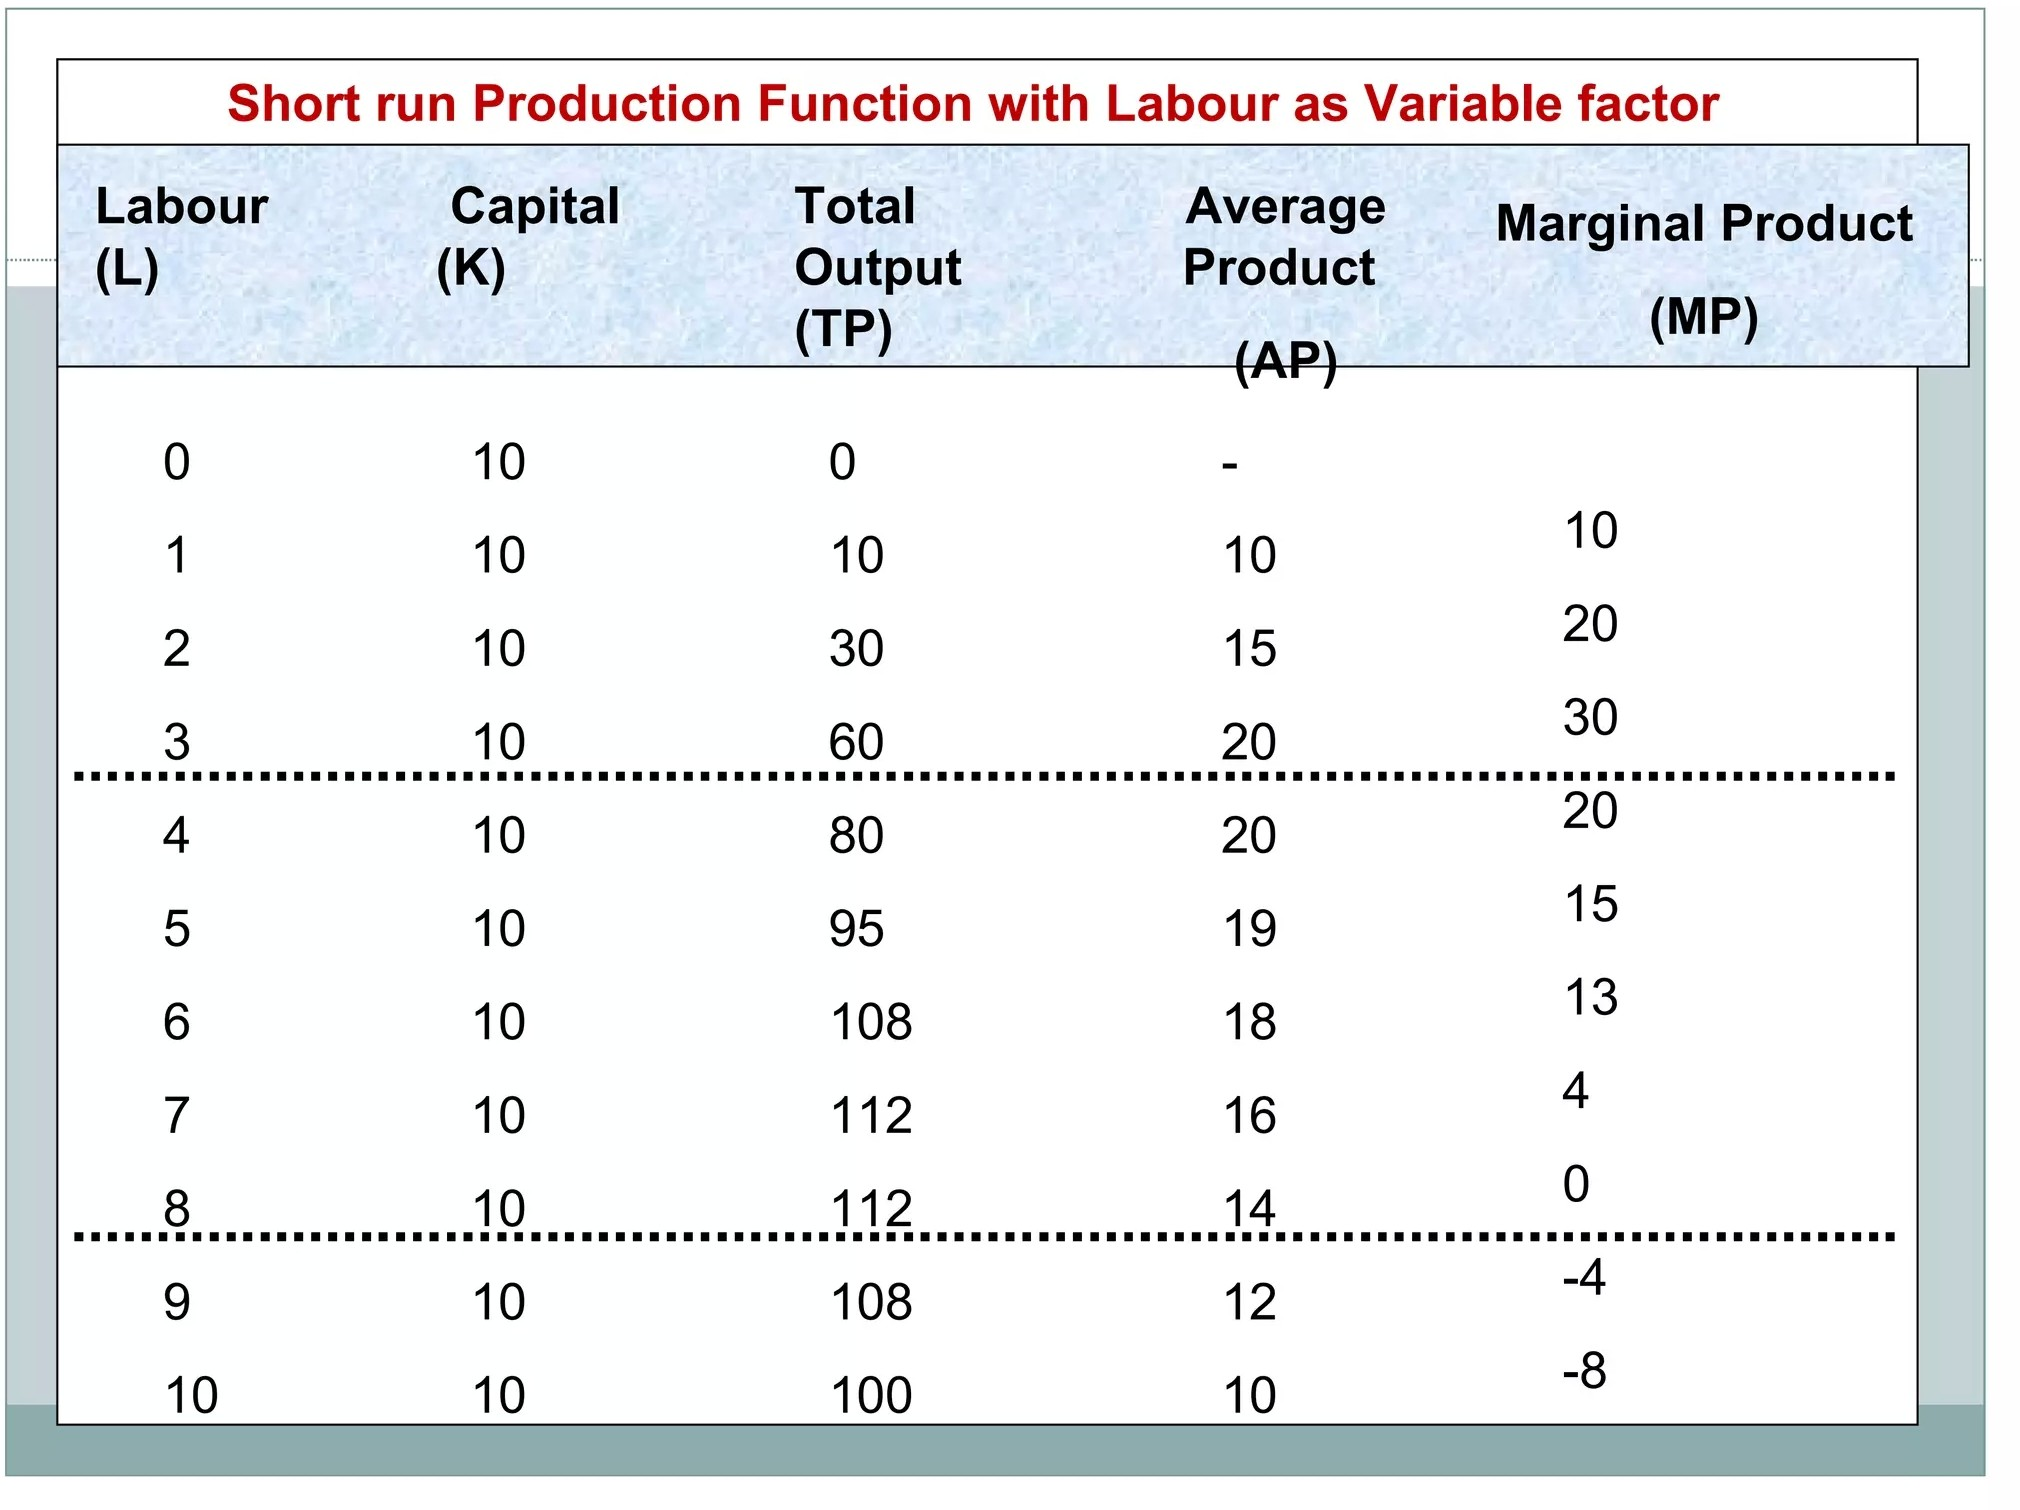 Short run Production Function with Labour as Variable factor
Labour (L) Capital (K) Total Output (TP) Average Product (AP) Marginal Product (MP)
0 10 0 -
1 10 10 10 10
2 10 30 15 20
3 10 60 20 30
4 10 80 20 20
5 10 95 19 15
6 10 108 18 13
7 10 112 16 4
8 10 112 14 0
9 10 108 12 -4
10 10 100 10 -8